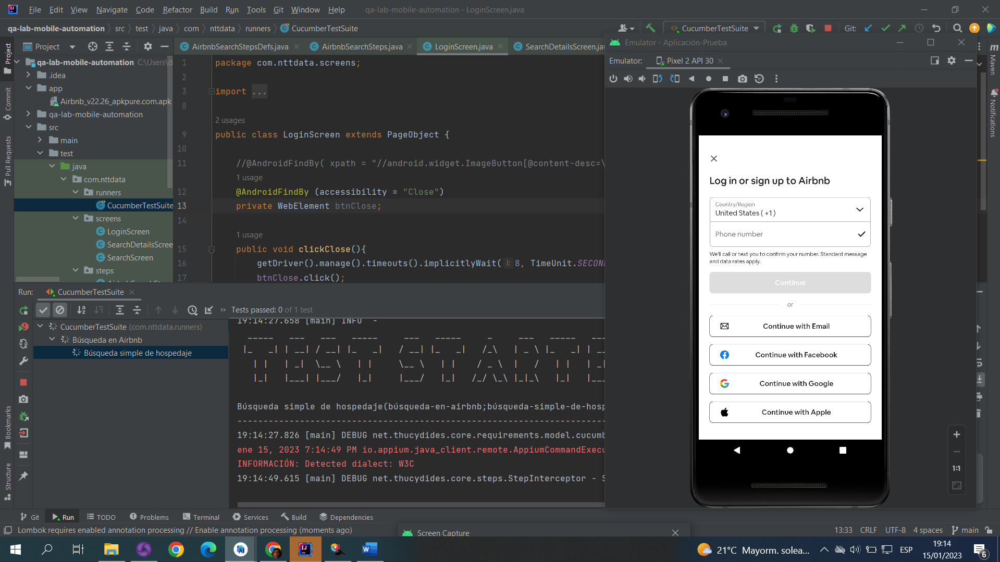 File Edit View Navigate Code Refactor Build Run Tools Git Window Help qa-lab-mobile-automation - LoginScreen.java
qa-lab-mobile-automation src test java com nttdata runners CucumberTestSuite
CucumberTestSuite Git:
Project
AirbnbSearchStepsDefs.java AirbnbSearchSteps.java LoginScreen.java SearchDetailsScreen.jav
Project
Commit
Pull Requests
Bookmarks
Structure
qa-lab-mobile-automation C:\Users\d
.idea
app
Airbnb_v22.26_apkpure.com.apk
qa-lab-mobile-automation
src
main
test
java
com.nttdata
runners
CucumberTestSuite
screens
LoginScreen
SearchDetailsScree
SearchScreen
steps
1 package com.nttdata.screens;
2
3 import ...
8
2 usages
9 public class LoginScreen extends PageObject {
10
11 //@AndroidFindBy( xpath = "//android.widget.ImageButton[@content-desc=\
1 usage
12 @AndroidFindBy (accessibility = "Close")
13 private WebElement btnClose;
14
1 usage
15 public void clickClose(){
16 getDriver().manage().timeouts().implicitlyWait( l: 8, TimeUnit.SECOND
17 btnClose.click();
Emulator - Aplicación-Prueba
Emulator: Pixel 2 API 30
Log in or sign up to Airbnb
Country/Region
United States ( +1 )
Phone number
We'll call or text you to confirm your number. Standard message
and data rates apply.
Continue
or
Continue with Email
Continue with Facebook
Continue with Google
Continue with Apple
1:1
Maven
Notifications
Run: CucumberTestSuite
Tests passed: 0 of 1 test
CucumberTestSuite (com.nttdata.runners)
Búsqueda en Airbnb
Búsqueda simple de hospedaje
19:14:27.658 [main] INFO -
TEST STARTE
Búsqueda simple de hospedaje(búsqueda-en-airbnb;búsqueda-simple-de-hosp
19:14:27.826 [main] DEBUG net.thucydides.core.requirements.model.cucumb
ene 15, 2023 7:14:49 PM io.appium.java_client.remote.AppiumCommandExecu
INFORMACIÓN: Detected dialect: W3C
19:14:49.615 [main] DEBUG net.thucydides.core.steps.StepInterceptor - S
Git Run TODO Problems Terminal Services Build Dependencies
Lombok requires enabled annotation processing // Enable annotation processing (moments ago)
Screen Capture
13:33 CRLF UTF-8 4 spaces main
21°C Mayorm. solea... ESP
19:14
15/01/2023
6